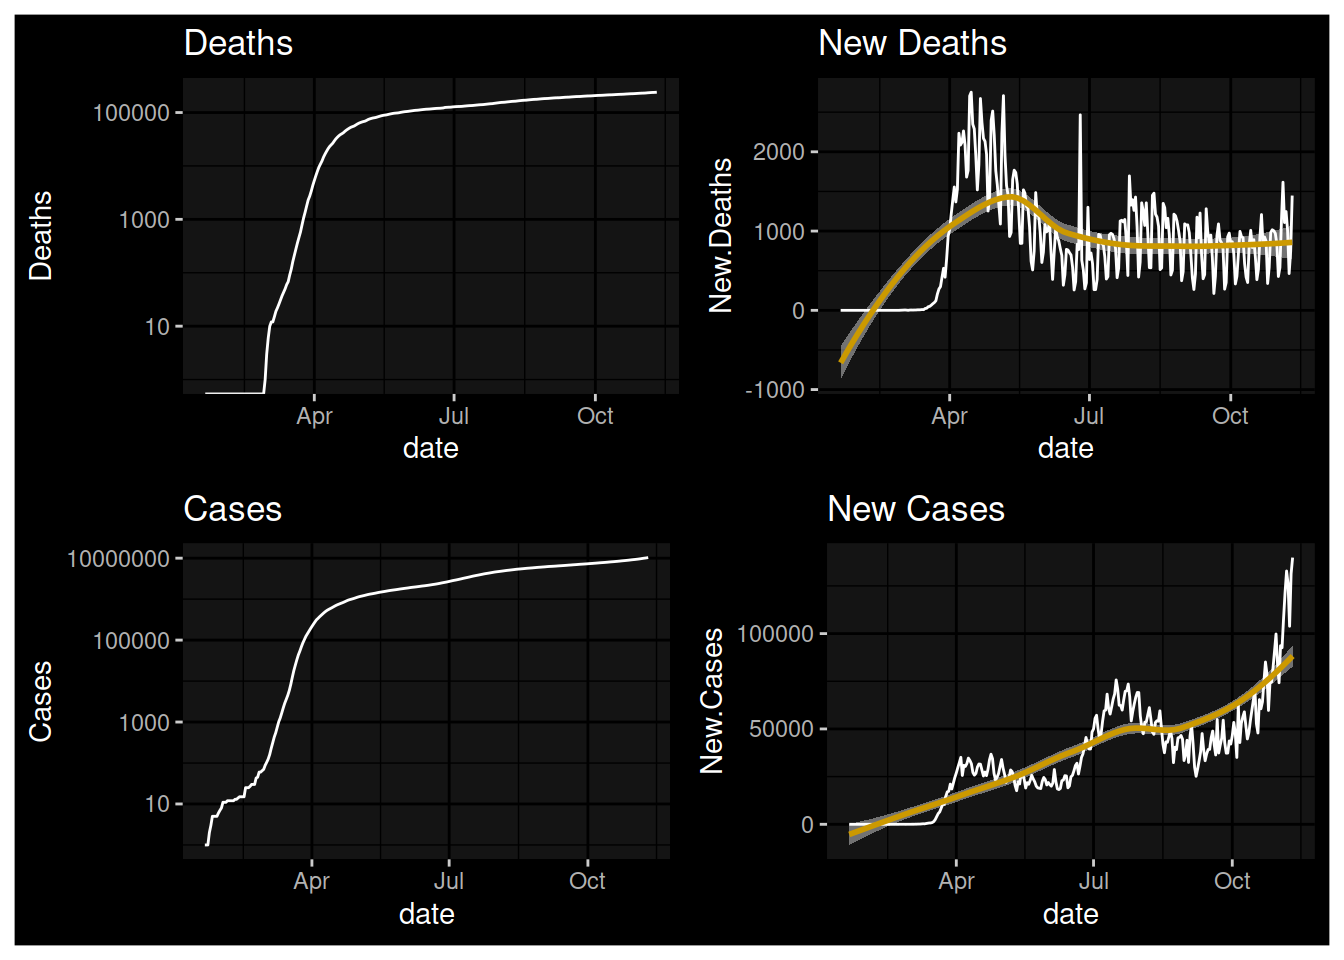 Deaths
Deaths
100000
1000
10
Apr Jul Oct
date
New Deaths
New.Deaths
2000
1000
0
-1000
Apr Jul Oct
date
Cases
Cases
10000000
100000
1000
10
Apr Jul Oct
date
New Cases
New.Cases
100000
50000
0
Apr Jul Oct
date